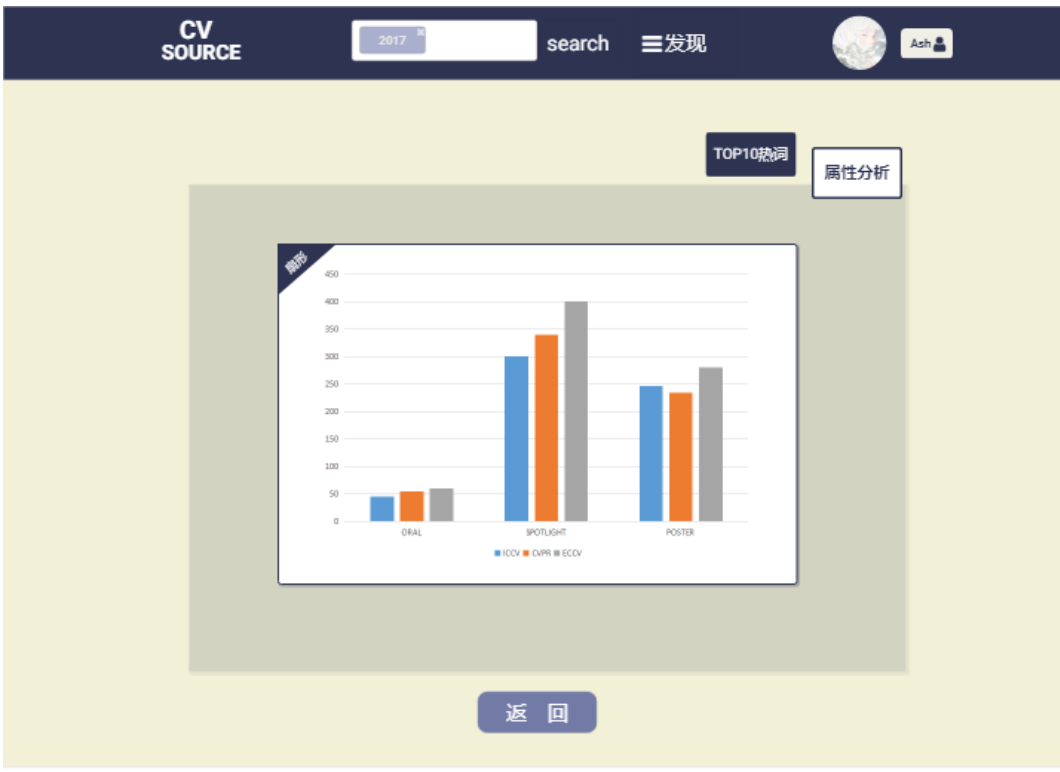 CV
SOURCE
2017
search
发现
Ash
TOP10热词
属性分析
扇形
450
400
350
300
250
200
150
100
50
0
ORAL
SPOTLIGHT
POSTER
ICCV CVPR ECCV
返 回